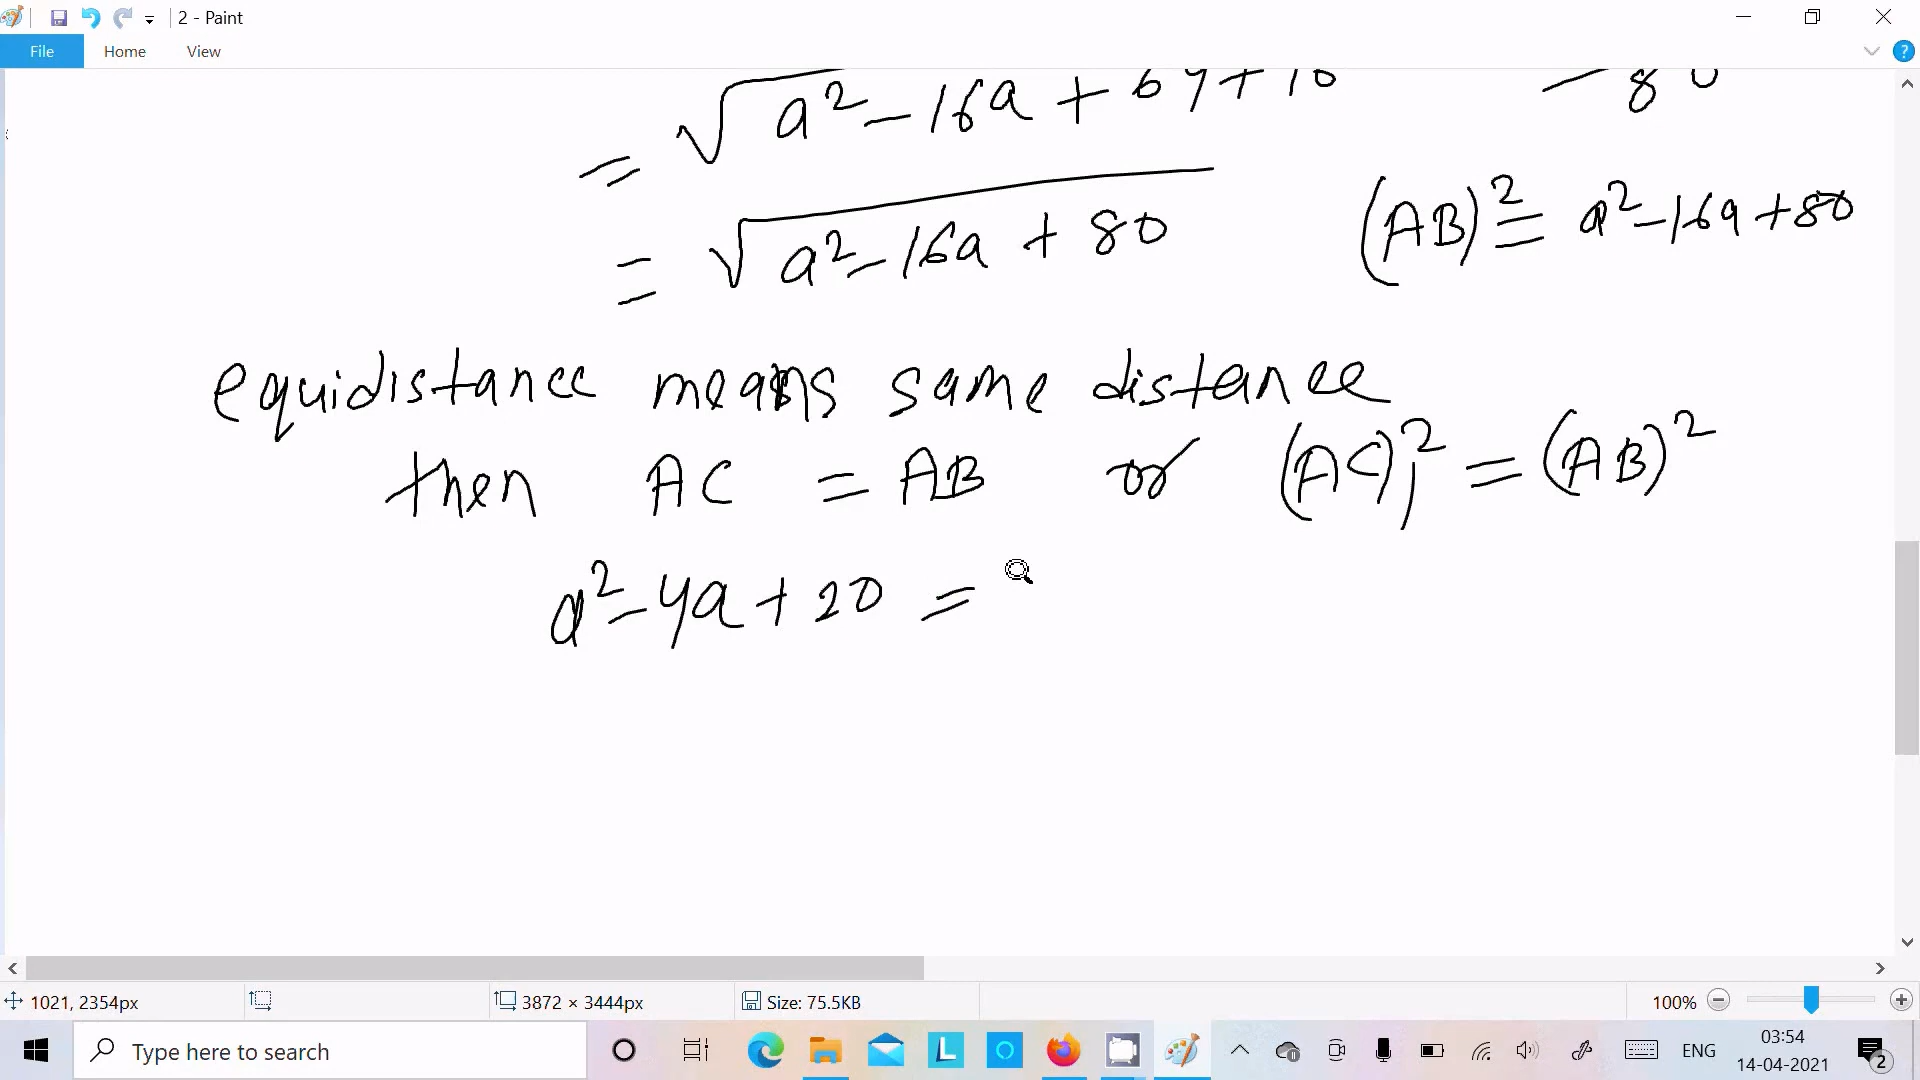 2 - Paint
File Home View
= √a²-16a+64+16
-80
= √a²-16a+80
(AB)² = a²-16a+80
equidistance means same distance
then AC = AB or (AC)² = (AB)²
a²-4a+20 =
1021, 2354px 3872 × 3444px Size: 75.5KB 100%
Type here to search
ENG
03:54
14-04-2021
2